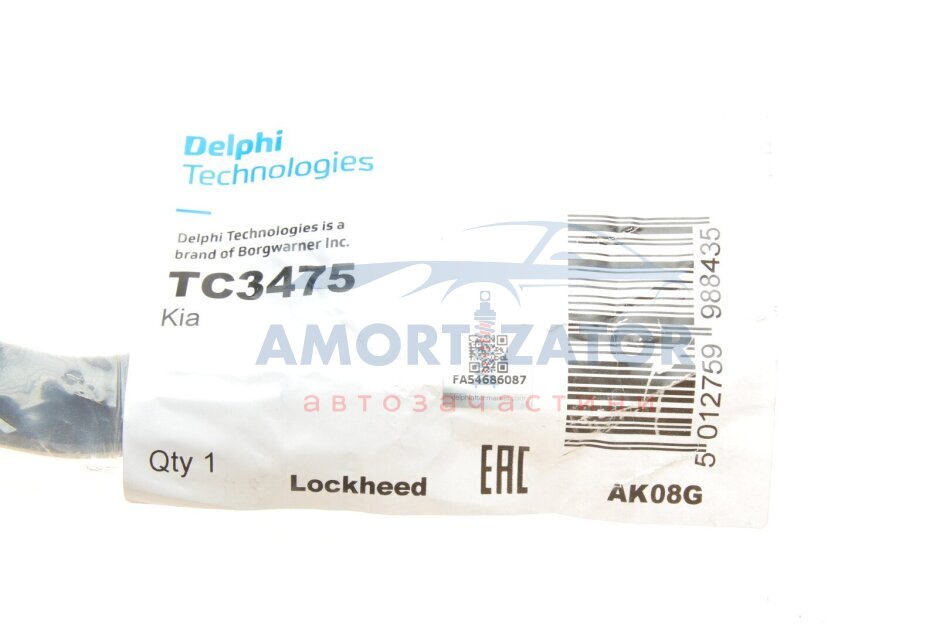 Delphi
Technologies
Delphi Technologies is a
brand of Borgwarner Inc.
TC3475
Kia
AMORTIZATOR
FA54686087
автозапчастини
Qty 1
Lockheed
EAC
AK08G
5 012759 988435